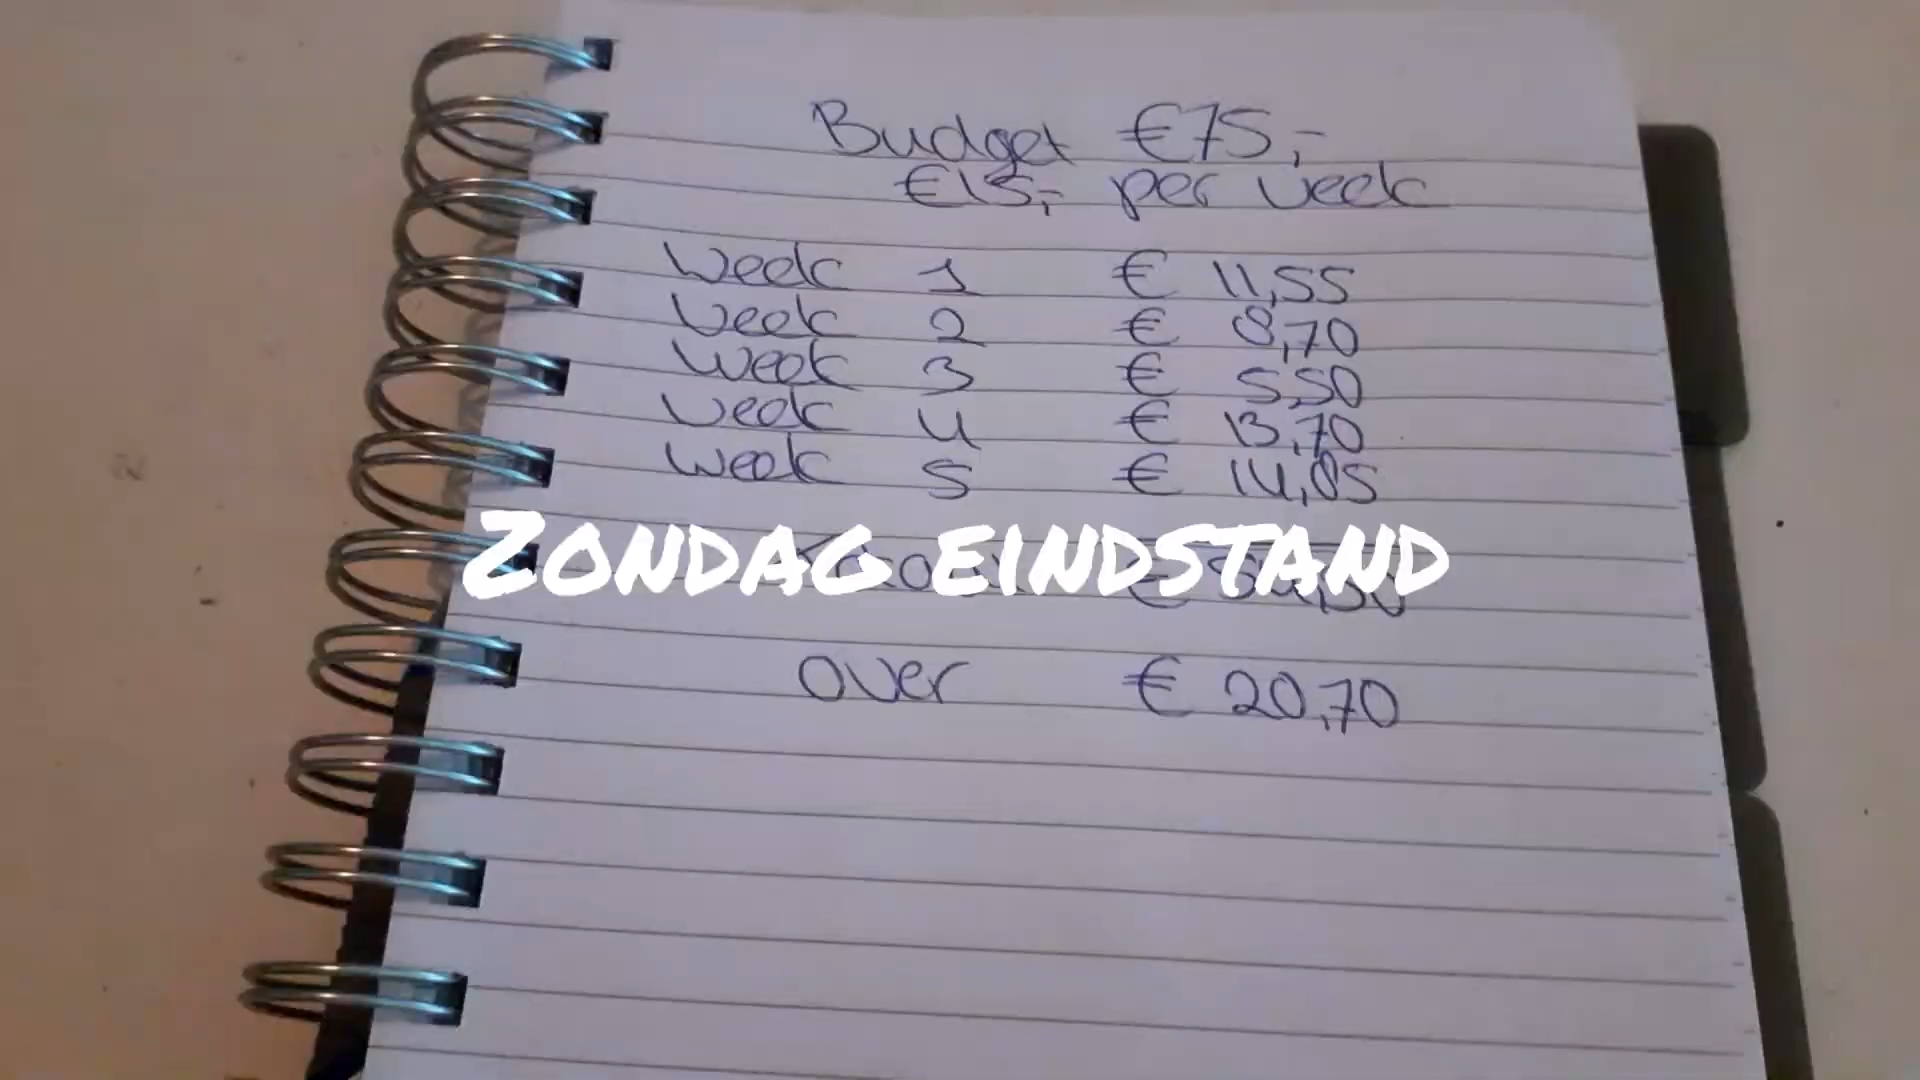 Budget €75,-
€15,- per week
Week 1 € 11,55
Week 2 € 8,70
Week 3 € 5,50
Week 4 € 13,70
Week 5 € 14,85
Zondag eindstand
over € 20,70